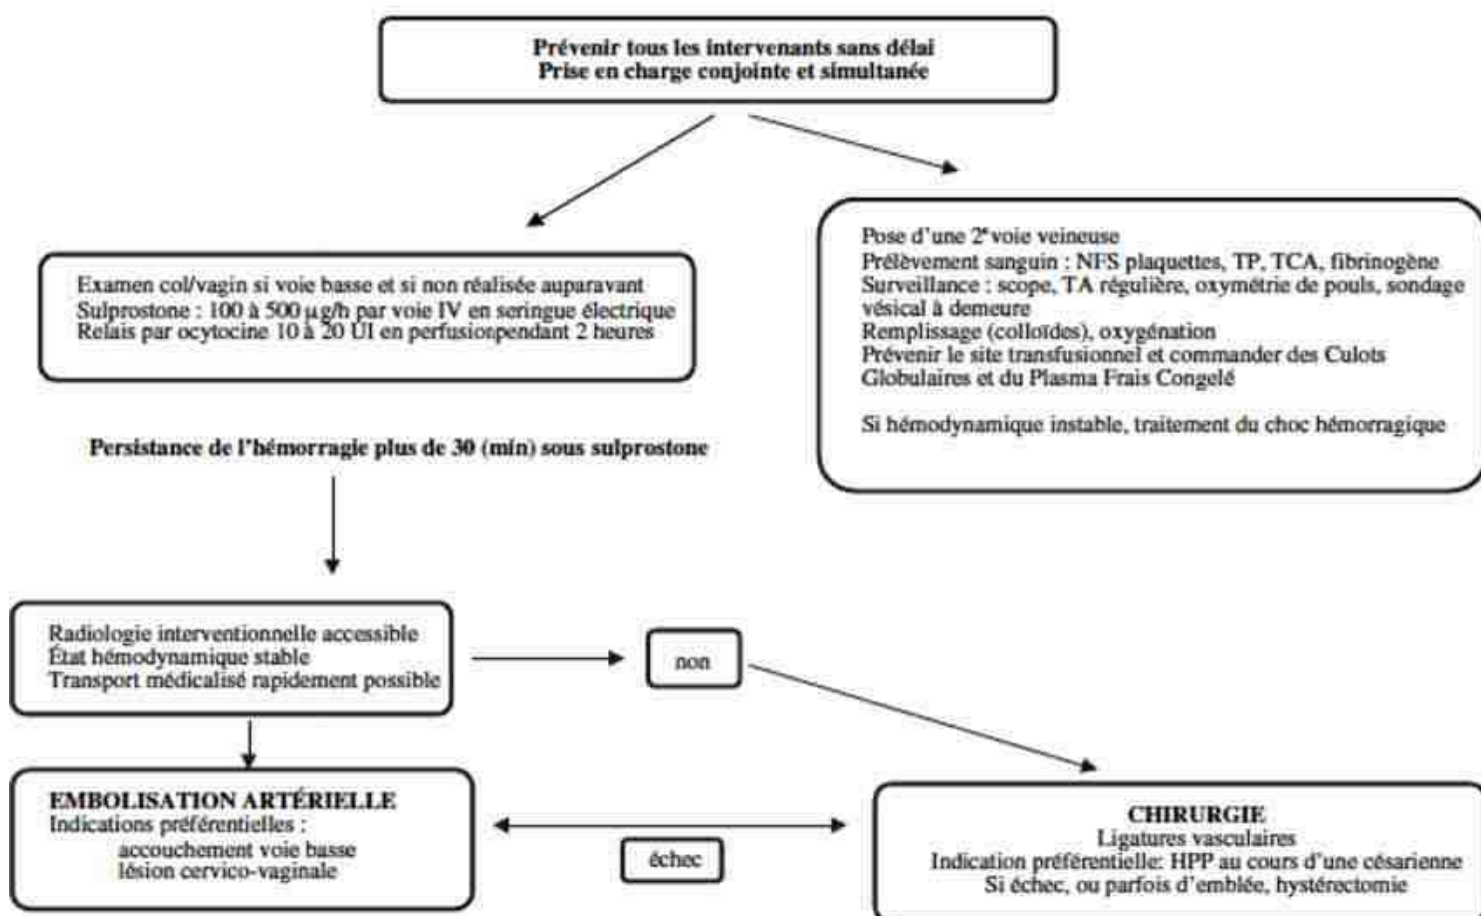 Prévenir tous les intervenants sans délai
Prise en charge conjointe et simultanée
Examen col/vagin si voie basse et si non réalisée auparavant
Sulprostone : 100 à 500 µg/h par voie IV en seringue électrique
Relais par ocytocine 10 à 20 UI en perfusionpendant 2 heures
Pose d'une 2e voie veineuse
Prélèvement sanguin : NFS plaquettes, TP, TCA, fibrinogène
Surveillance : scope, TA régulière, oxymétrie de pouls, sondage
vésical à demeure
Remplissage (colloïdes), oxygénation
Prévenir le site transfusionnel et commander des Culots
Globulaires et du Plasma Frais Congelé
Si hémodynamique instable, traitement du choc hémorragique
Persistance de l'hémorragie plus de 30 (min) sous sulprostone
Radiologie interventionnelle accessible
État hémodynamique stable
Transport médicalisé rapidement possible
non
EMBOLISATION ARTÉRIELLE
Indications préférentielles :
accouchement voie basse
lésion cervico-vaginale
échec
CHIRURGIE
Ligatures vasculaires
Indication préférentielle: HPP au cours d'une césarienne
Si échec, ou parfois d'emblée, hystérectomie